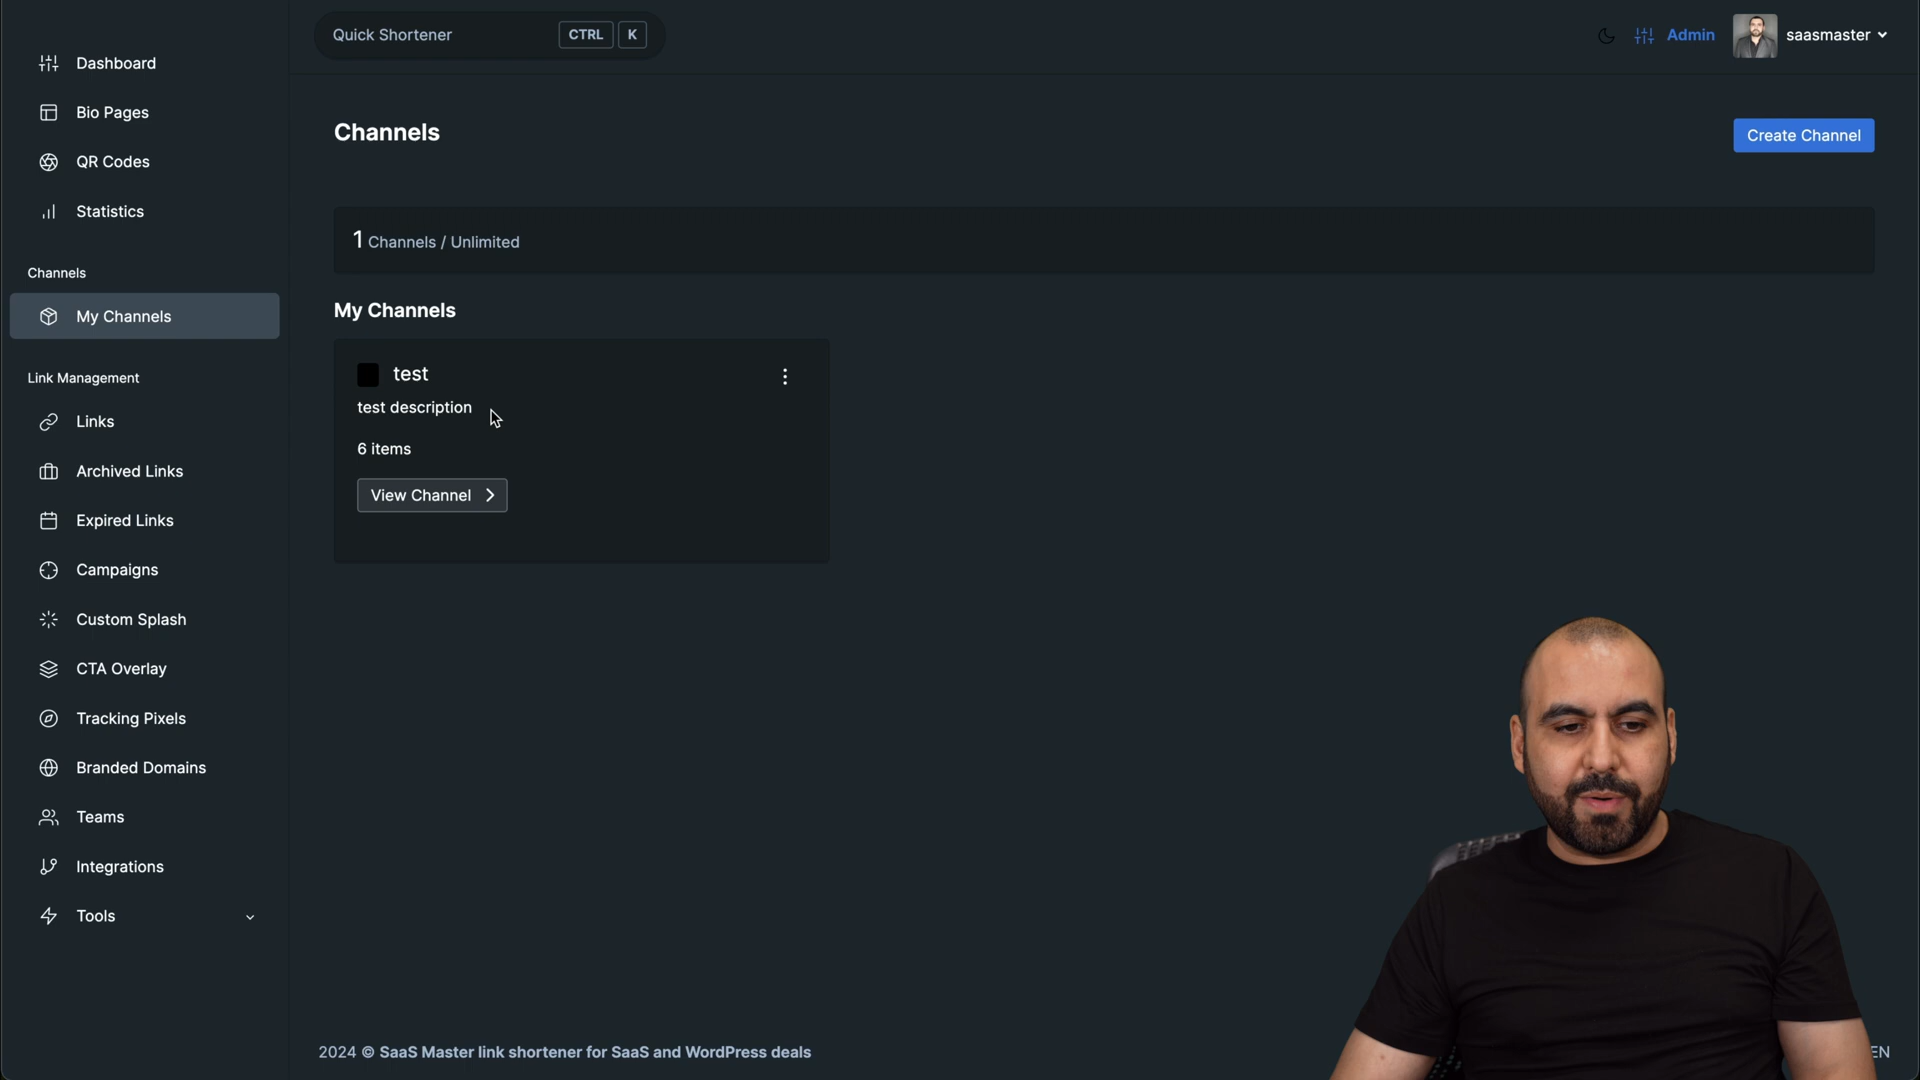 Quick Shortener CTRL K
Admin
saasmaster
Dashboard
Bio Pages
QR Codes
Statistics
Channels
My Channels
Link Management
Links
Archived Links
Expired Links
Campaigns
Custom Splash
CTA Overlay
Tracking Pixels
Branded Domains
Teams
Integrations
Tools
Channels
Create Channel
1 Channels / Unlimited
My Channels
test
test description
6 items
View Channel
2024 © SaaS Master link shortener for SaaS and WordPress deals
EN